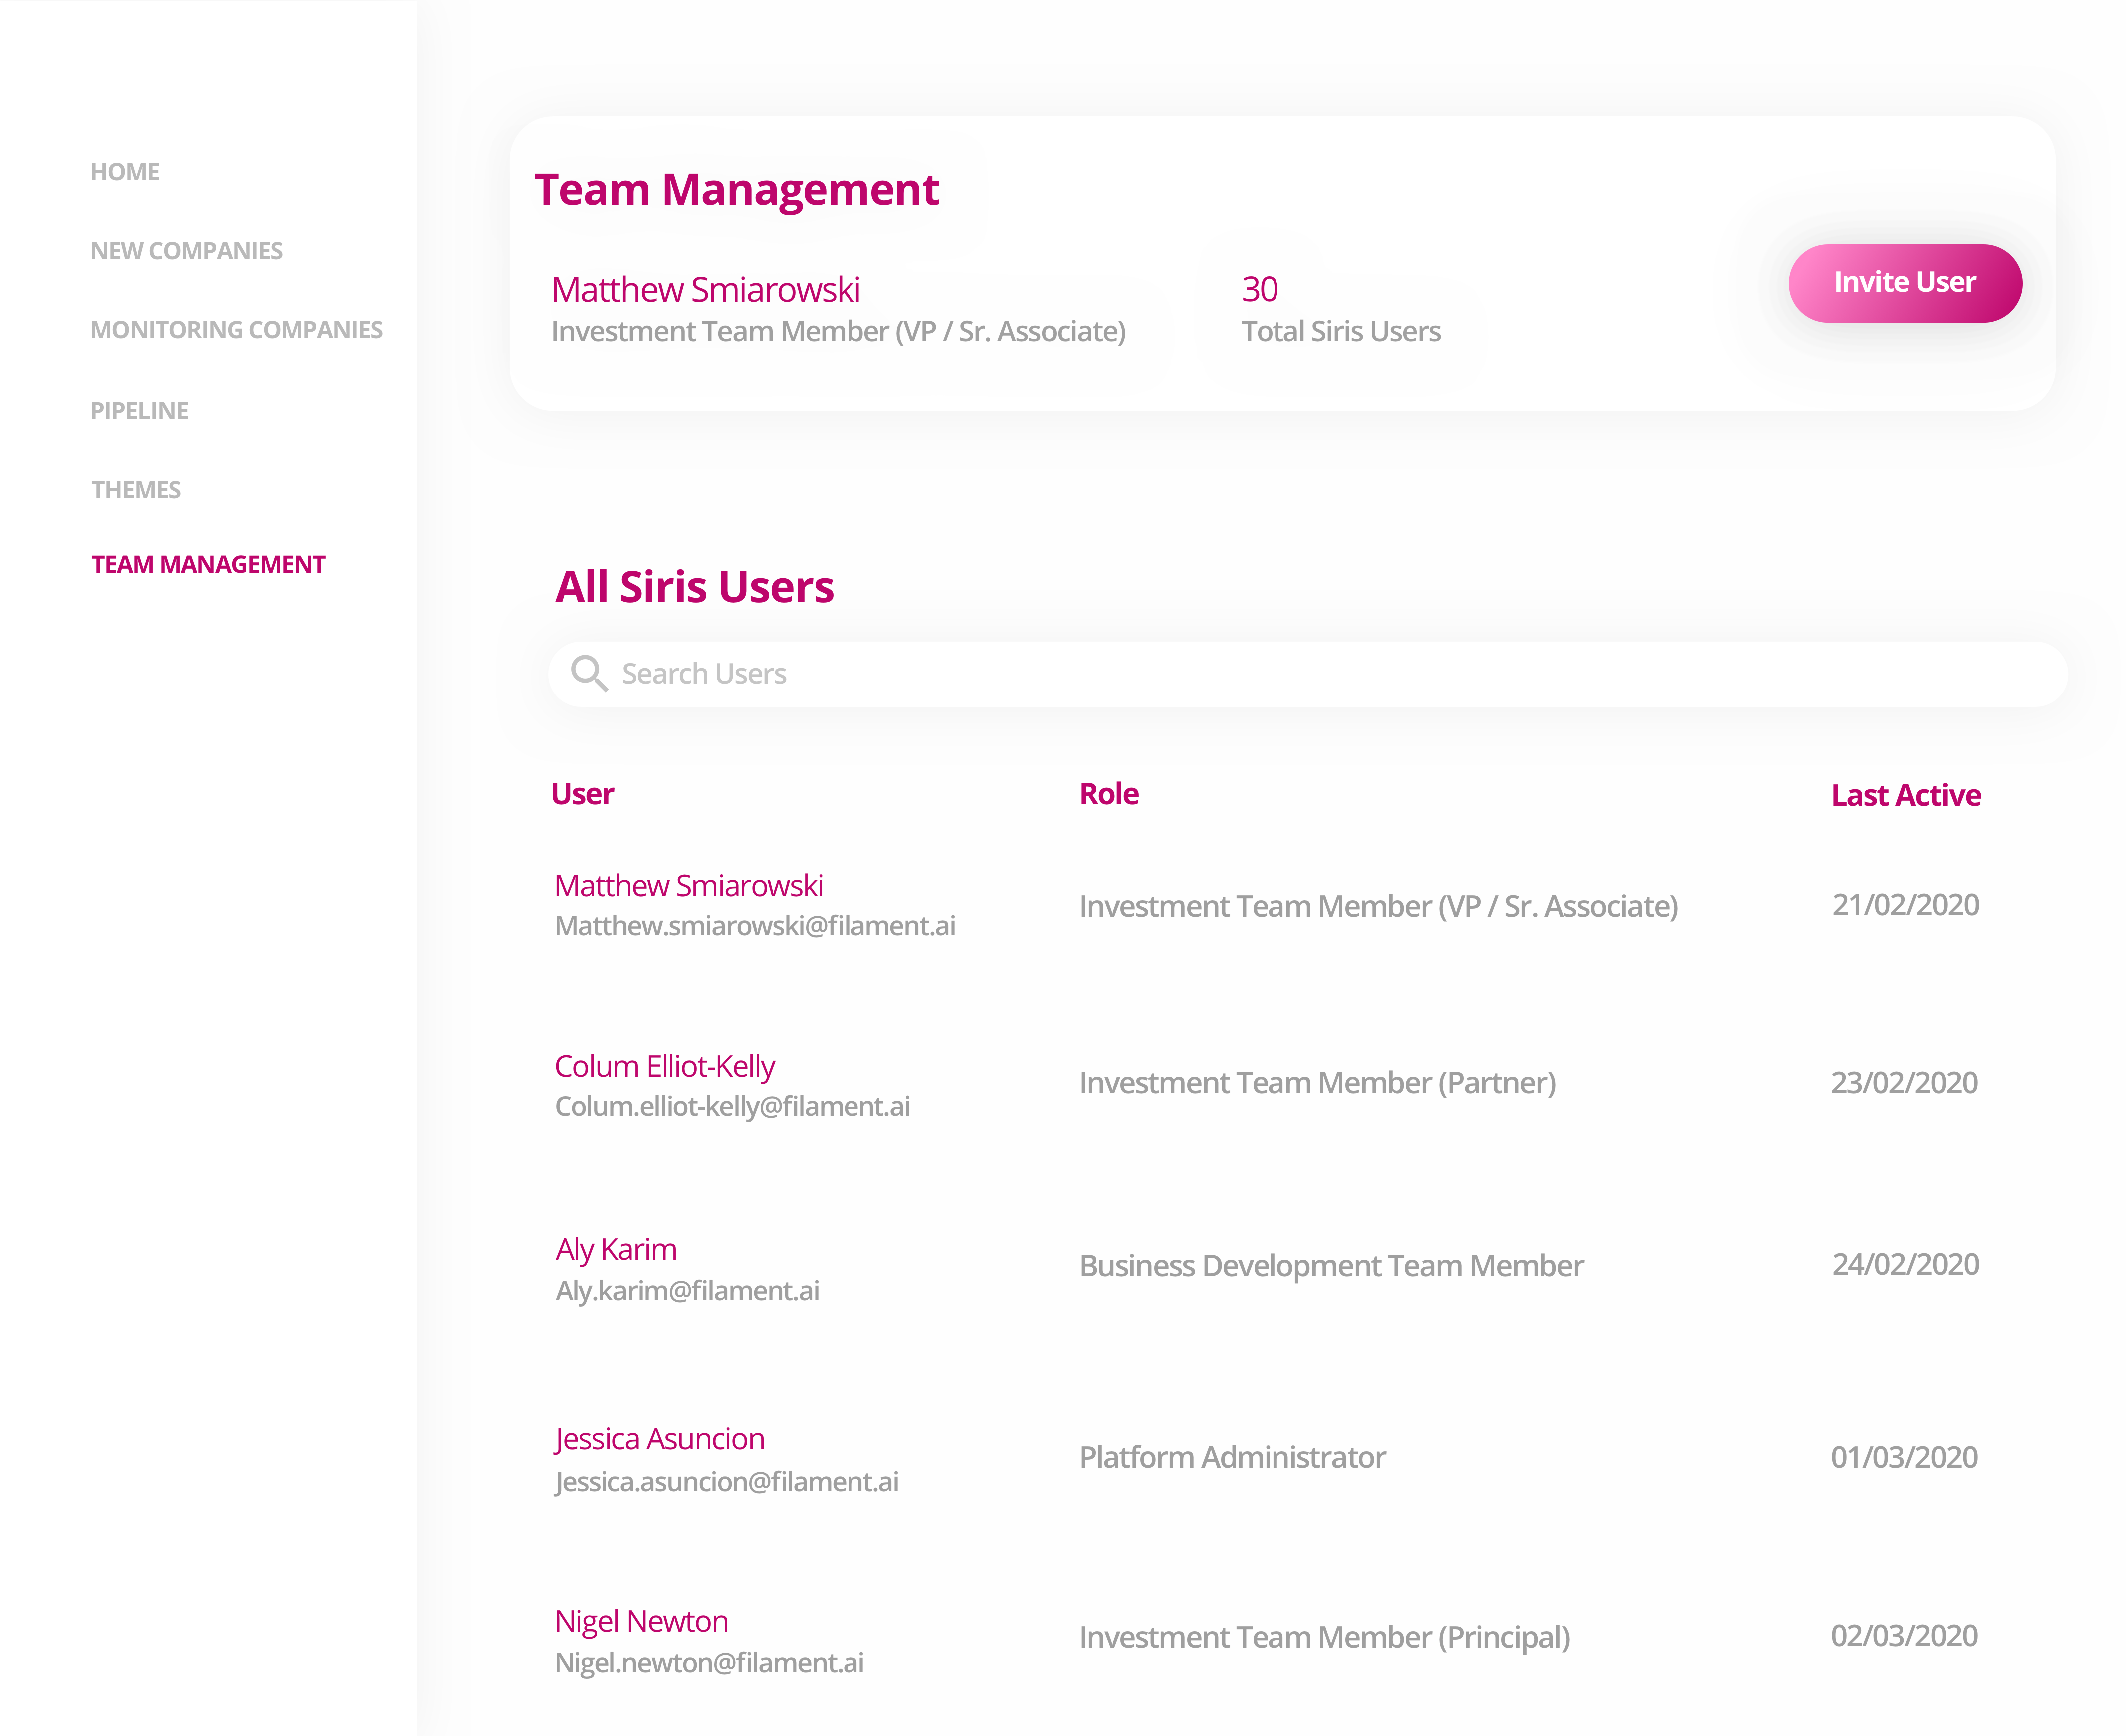 HOME
NEW COMPANIES
MONITORING COMPANIES
PIPELINE
THEMES
TEAM MANAGEMENT
Team Management
Matthew Smiarowski
Investment Team Member (VP / Sr. Associate)
30
Total Siris Users
Invite User
All Siris Users
Search Users
User Role Last Active
Matthew Smiarowski
Matthew.smiarowski@filament.ai
Investment Team Member (VP / Sr. Associate)
21/02/2020
Colum Elliot-Kelly
Colum.elliot-kelly@filament.ai
Investment Team Member (Partner)
23/02/2020
Aly Karim
Aly.karim@filament.ai
Business Development Team Member
24/02/2020
Jessica Asuncion
Jessica.asuncion@filament.ai
Platform Administrator
01/03/2020
Nigel Newton
Nigel.newton@filament.ai
Investment Team Member (Principal)
02/03/2020